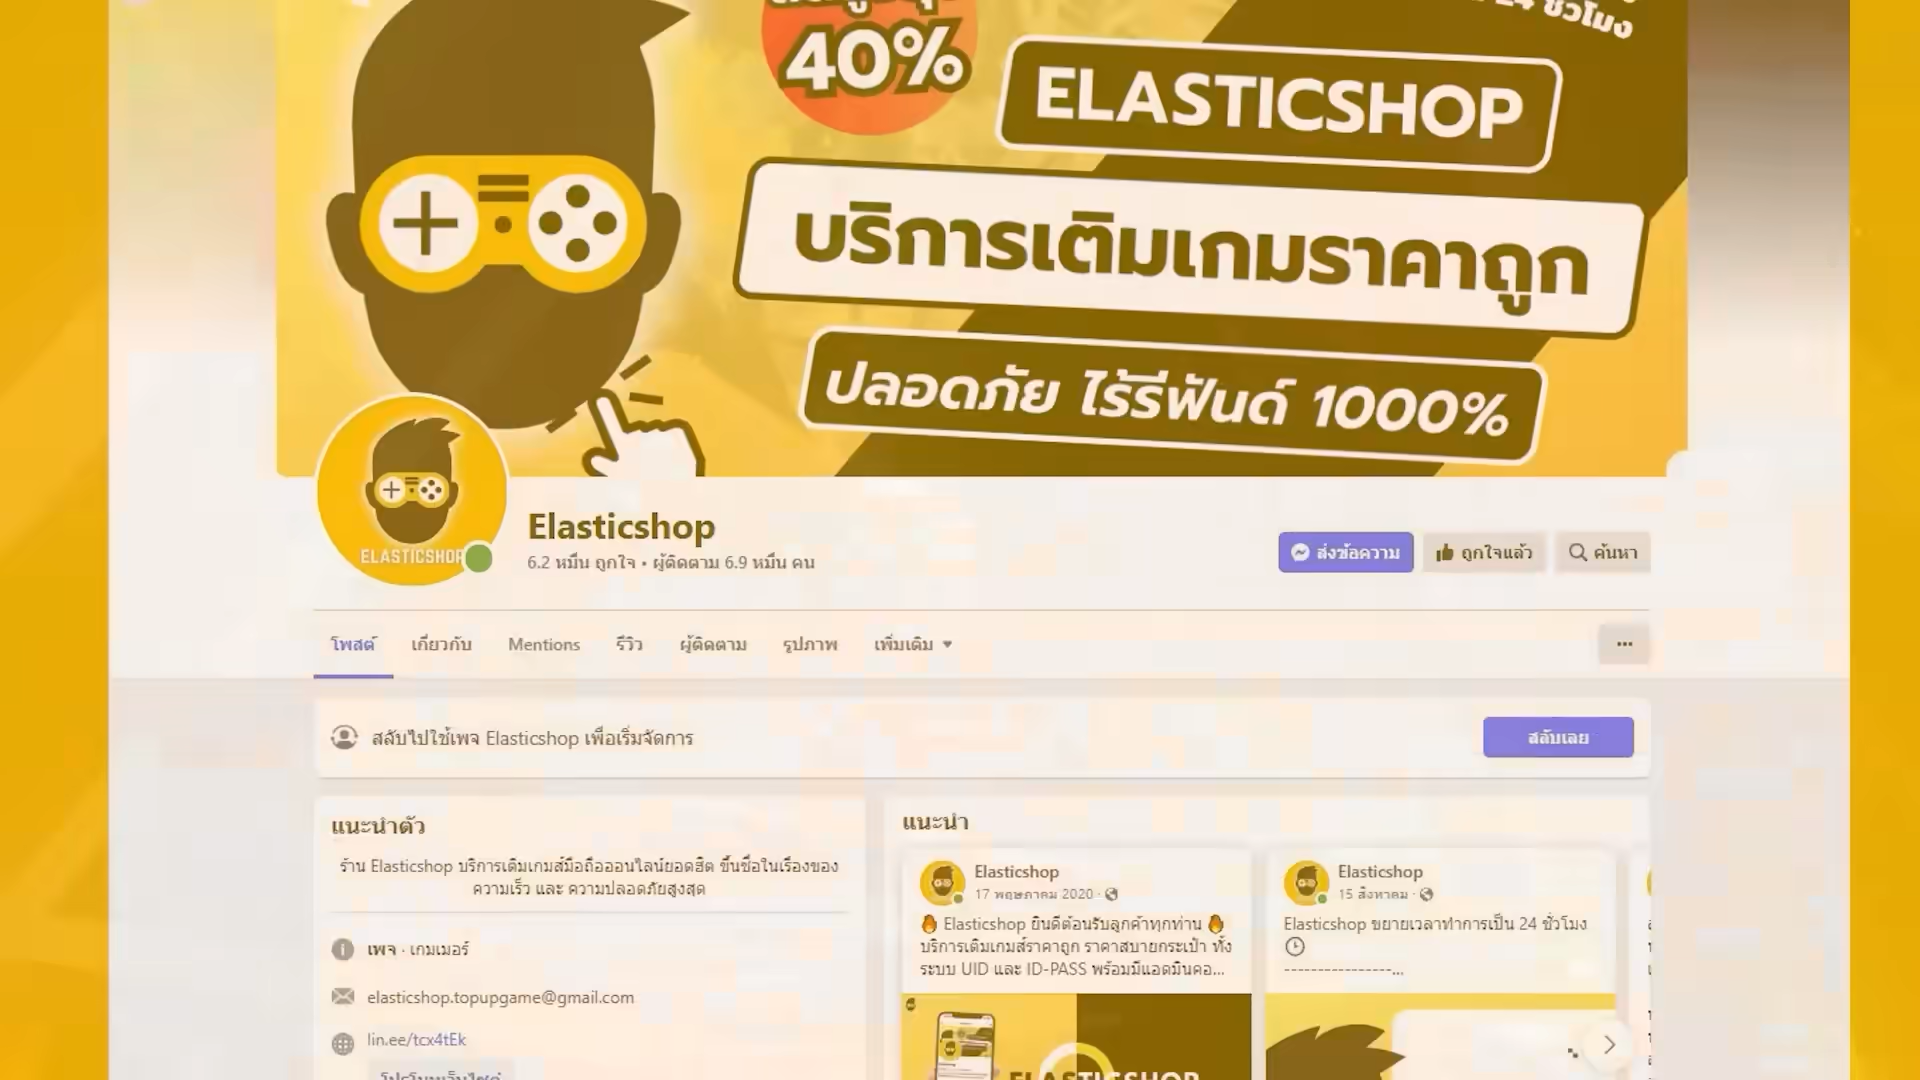 40%
24 ชั่วโมง
ELASTICSHOP
บริการเติมเกมราคาถูก
ปลอดภัย ไร้รีฟันด์ 1000%
ELASTICSHOP
Elasticshop
6.2 หมื่น ถูกใจ • ผู้ติดตาม 6.9 หมื่น คน
ส่งข้อความ
ถูกใจแล้ว
ค้นหา
โพสต์
เกี่ยวกับ
Mentions
รีวิว
ผู้ติดตาม
รูปภาพ
เพิ่มเติม
สลับไปใช้เพจ Elasticshop เพื่อเริ่มจัดการ
สลับเลย
แนะนำตัว
ร้าน Elasticshop บริการเติมเกมส์มือถือออนไลน์ยอดฮิต ขึ้นชื่อในเรื่องของ
ความเร็ว และ ความปลอดภัยสูงสุด
เพจ · เกมเมอร์
elasticshop.topupgame@gmail.com
lin.ee/tcx4tEk
แนะนำ
Elasticshop
17 พฤษภาคม 2020 ·
Elasticshop ยินดีต้อนรับลูกค้าทุกท่าน
บริการเติมเกมส์ราคาถูก ราคาสบายกระเป๋า ทั้ง
ระบบ UID และ ID-PASS พร้อมมีแอดมินคอ...
ELASTICSHOP
Elasticshop
15 สิงหาคม ·
Elasticshop ขยายเวลาทำการเป็น 24 ชั่วโมง
----------------...